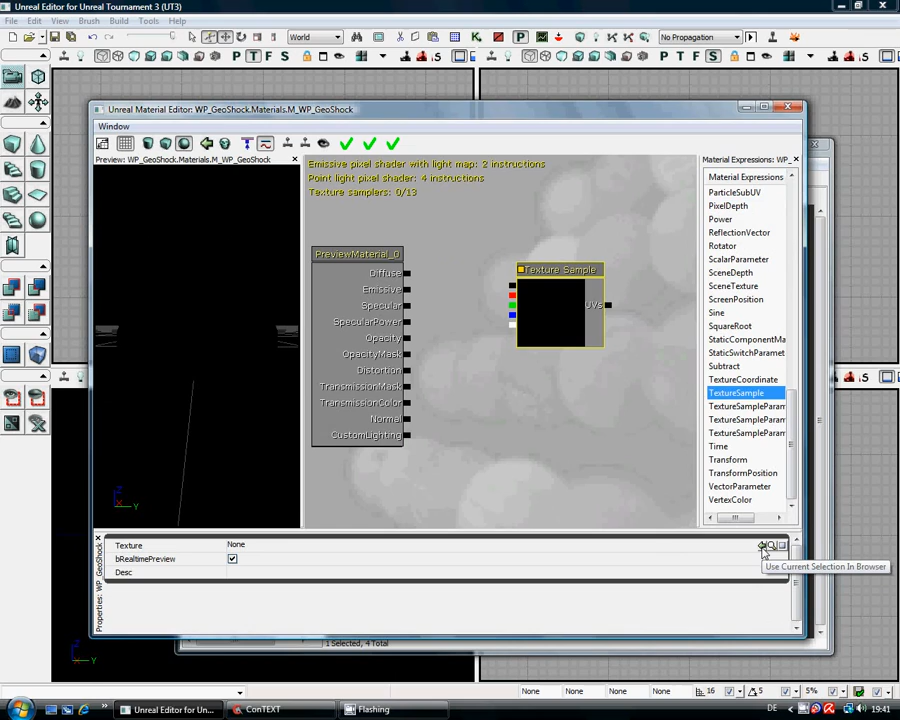 Unreal Editor for Unreal Tournament 3 (UT3)
File Edit View Brush Build Tools Help
World
No Propagation
Unreal Material Editor: WP_GeoShock.Materials.M_WP_GeoShock
Window
Preview: WP_GeoShock.Materials.M_WP_GeoShock
Emissive pixel shader with light map: 2 instructions
Point light pixel shader: 4 instructions
Texture samplers: 0/13
PreviewMaterial_0
Diffuse
Emissive
Specular
SpecularPower
Opacity
OpacityMask
Distortion
TransmissionMask
TransmissionColor
Normal
CustomLighting
Texture Sample
UVs
Material Expressions: WP_
Material Expressions
ParticleSubUV
PixelDepth
Power
ReflectionVector
Rotator
ScalarParameter
SceneDepth
SceneTexture
ScreenPosition
Sine
SquareRoot
StaticComponentMa
StaticSwitchParamet
Subtract
TextureCoordinate
TextureSample
TextureSampleParam
TextureSampleParam
TextureSampleParam
Time
Transform
TransformPosition
VectorParameter
VertexColor
Z
Y
Properties: WP_GeoShock
Texture None
bRealtimePreview
Desc
Use Current Selection In Browser
1 Selected, 4 Total
Z
Y
None None None None 16 5 5%
Unreal Editor for Un... ConTEXT Flashing DE 19:41